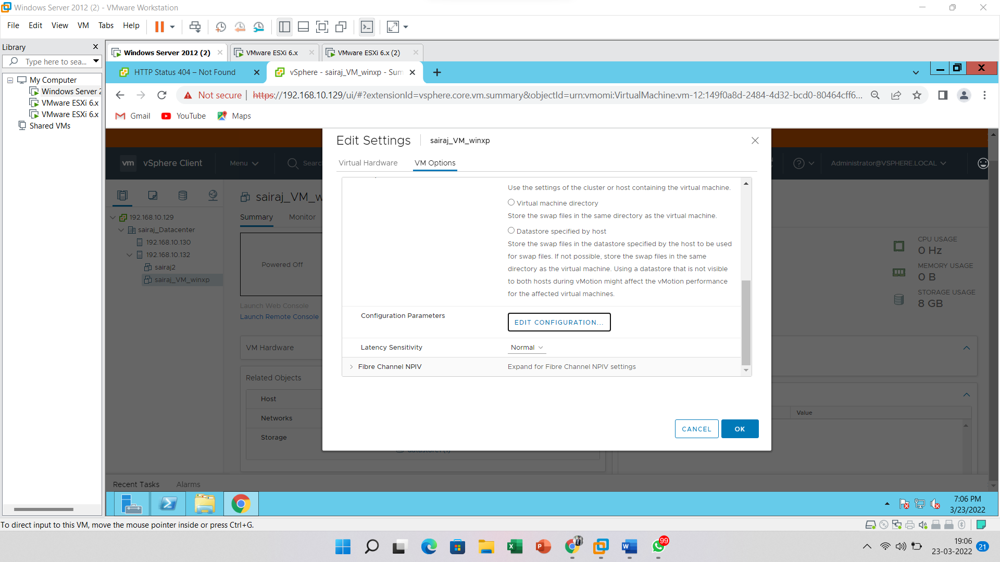 Windows Server 2012 (2) - VMware Workstation
File Edit View VM Tabs Help
Library
Type here to sea...
My Computer
Windows Server 2
VMware ESXi 6.x
VMware ESXi 6.x
Shared VMs
Windows Server 2012 (2)
VMware ESXi 6.x
VMware ESXi 6.x (2)
HTTP Status 404 – Not Found
vSphere - sairaj_VM_winxp - Sum
Not secure
https://192.168.10.129/ui/#?extensionId=vsphere.core.vm.summary&objectId=urn:vmomi:VirtualMachine:vm-12:149f0a8d-2484-4d32-bcd0-80464cff6...
Gmail YouTube Maps
vm vSphere Client Menu Searc
Administrator@VSPHERE.LOCAL
192.168.10.129
sairaj_Datacenter
192.168.10.130
192.168.10.132
sairaj2
sairaj_VM_winxp
sairaj_VM_w
Summary Monitor
Powered Off
Launch Web Console
Launch Remote Console
VM Hardware
Related Objects
Host
Networks
Storage
Edit Settings sairaj_VM_winxp
Virtual Hardware VM Options
Use the settings of the cluster or host containing the virtual machine.
Virtual machine directory
Store the swap files in the same directory as the virtual machine.
Datastore specified by host
Store the swap files in the datastore specified by the host to be used
for swap files. If not possible, store the swap files in the same
directory as the virtual machine. Using a datastore that is not visible
to both hosts during vMotion might affect the vMotion performance
for the affected virtual machines.
Configuration Parameters EDIT CONFIGURATION...
Latency Sensitivity Normal
Fibre Channel NPIV Expand for Fibre Channel NPIV settings
CANCEL OK
CPU USAGE
0 Hz
MEMORY USAGE
0 B
STORAGE USAGE
8 GB
Value
Recent Tasks Alarms
7:06 PM
3/23/2022
To direct input to this VM, move the mouse pointer inside or press Ctrl+G.
99
19:06
23-03-2022
21